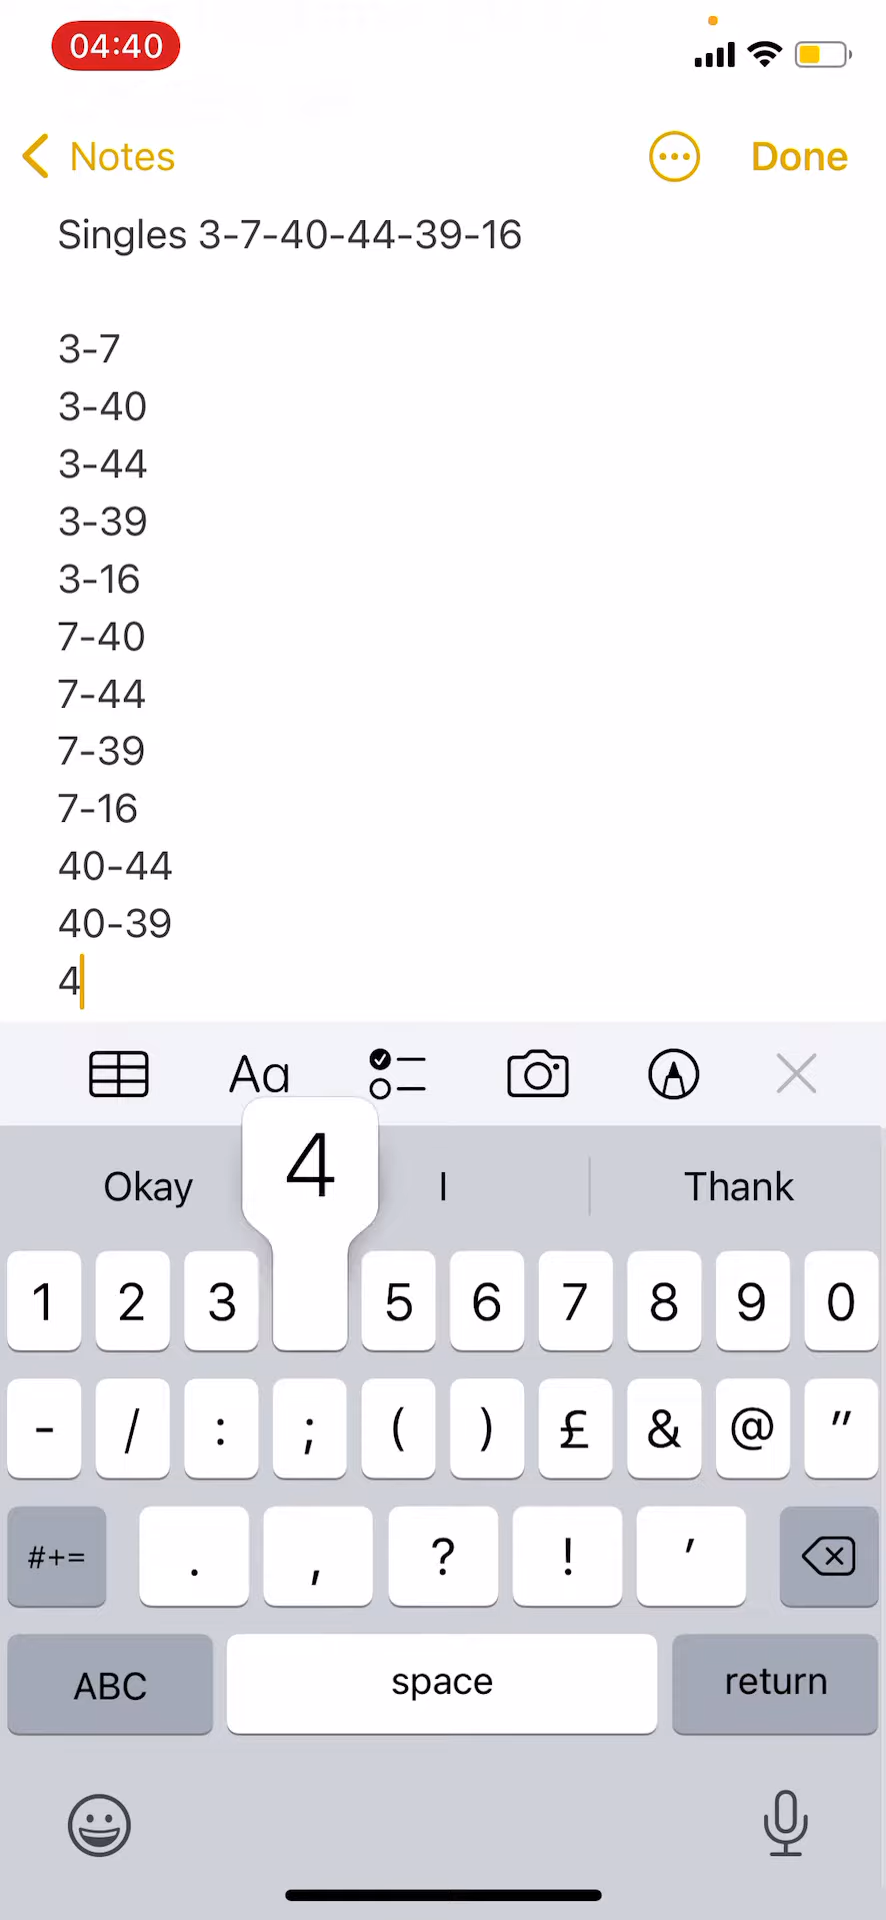 04:40
Notes
Done
Singles 3-7-40-44-39-16
3-7
3-40
3-44
3-39
3-16
7-40
7-44
7-39
7-16
40-44
40-39
4
Aa
4
Okay I Thank
1 2 3 5 6 7 8 9 0
- / : ; ( ) £ & @ "
#+= . , ? ! '
ABC space return